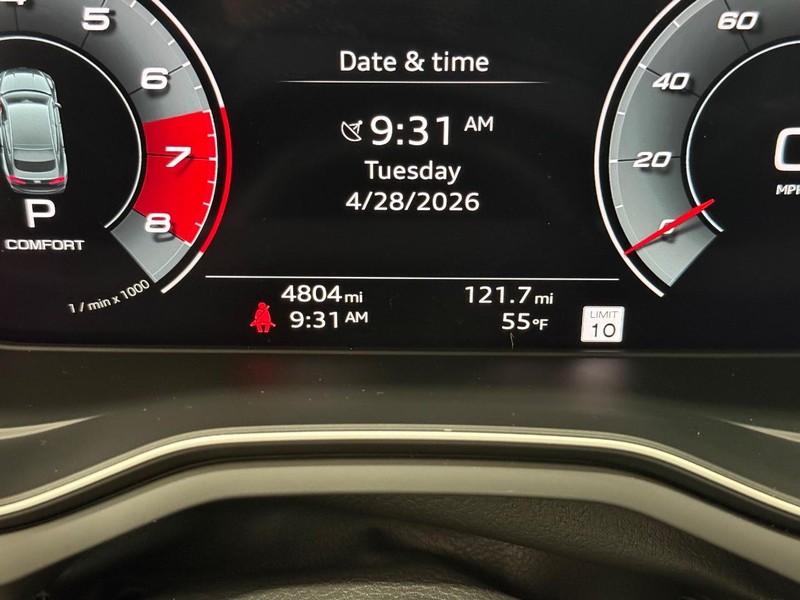 5
6
7
8
1 / min x 1000
P
COMFORT
Date & time
9:31 AM
Tuesday
4/28/2026
4804 mi
9:31 AM
121.7 mi
55°F
LIMIT
10
60
40
20
0